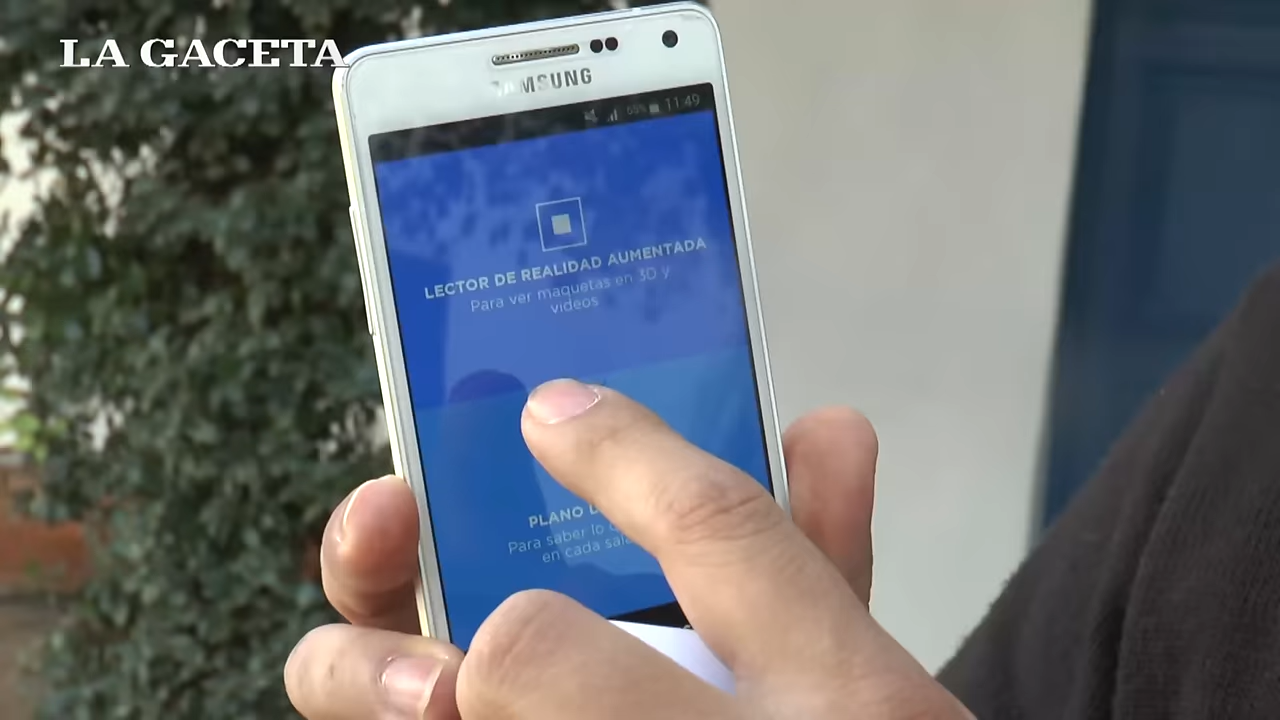 LA GACETA
SAMSUNG
11:49
LECTOR DE REALIDAD AUMENTADA
Para ver maquetas en 3D y
videos
PLANO
Para saber lo
en cada